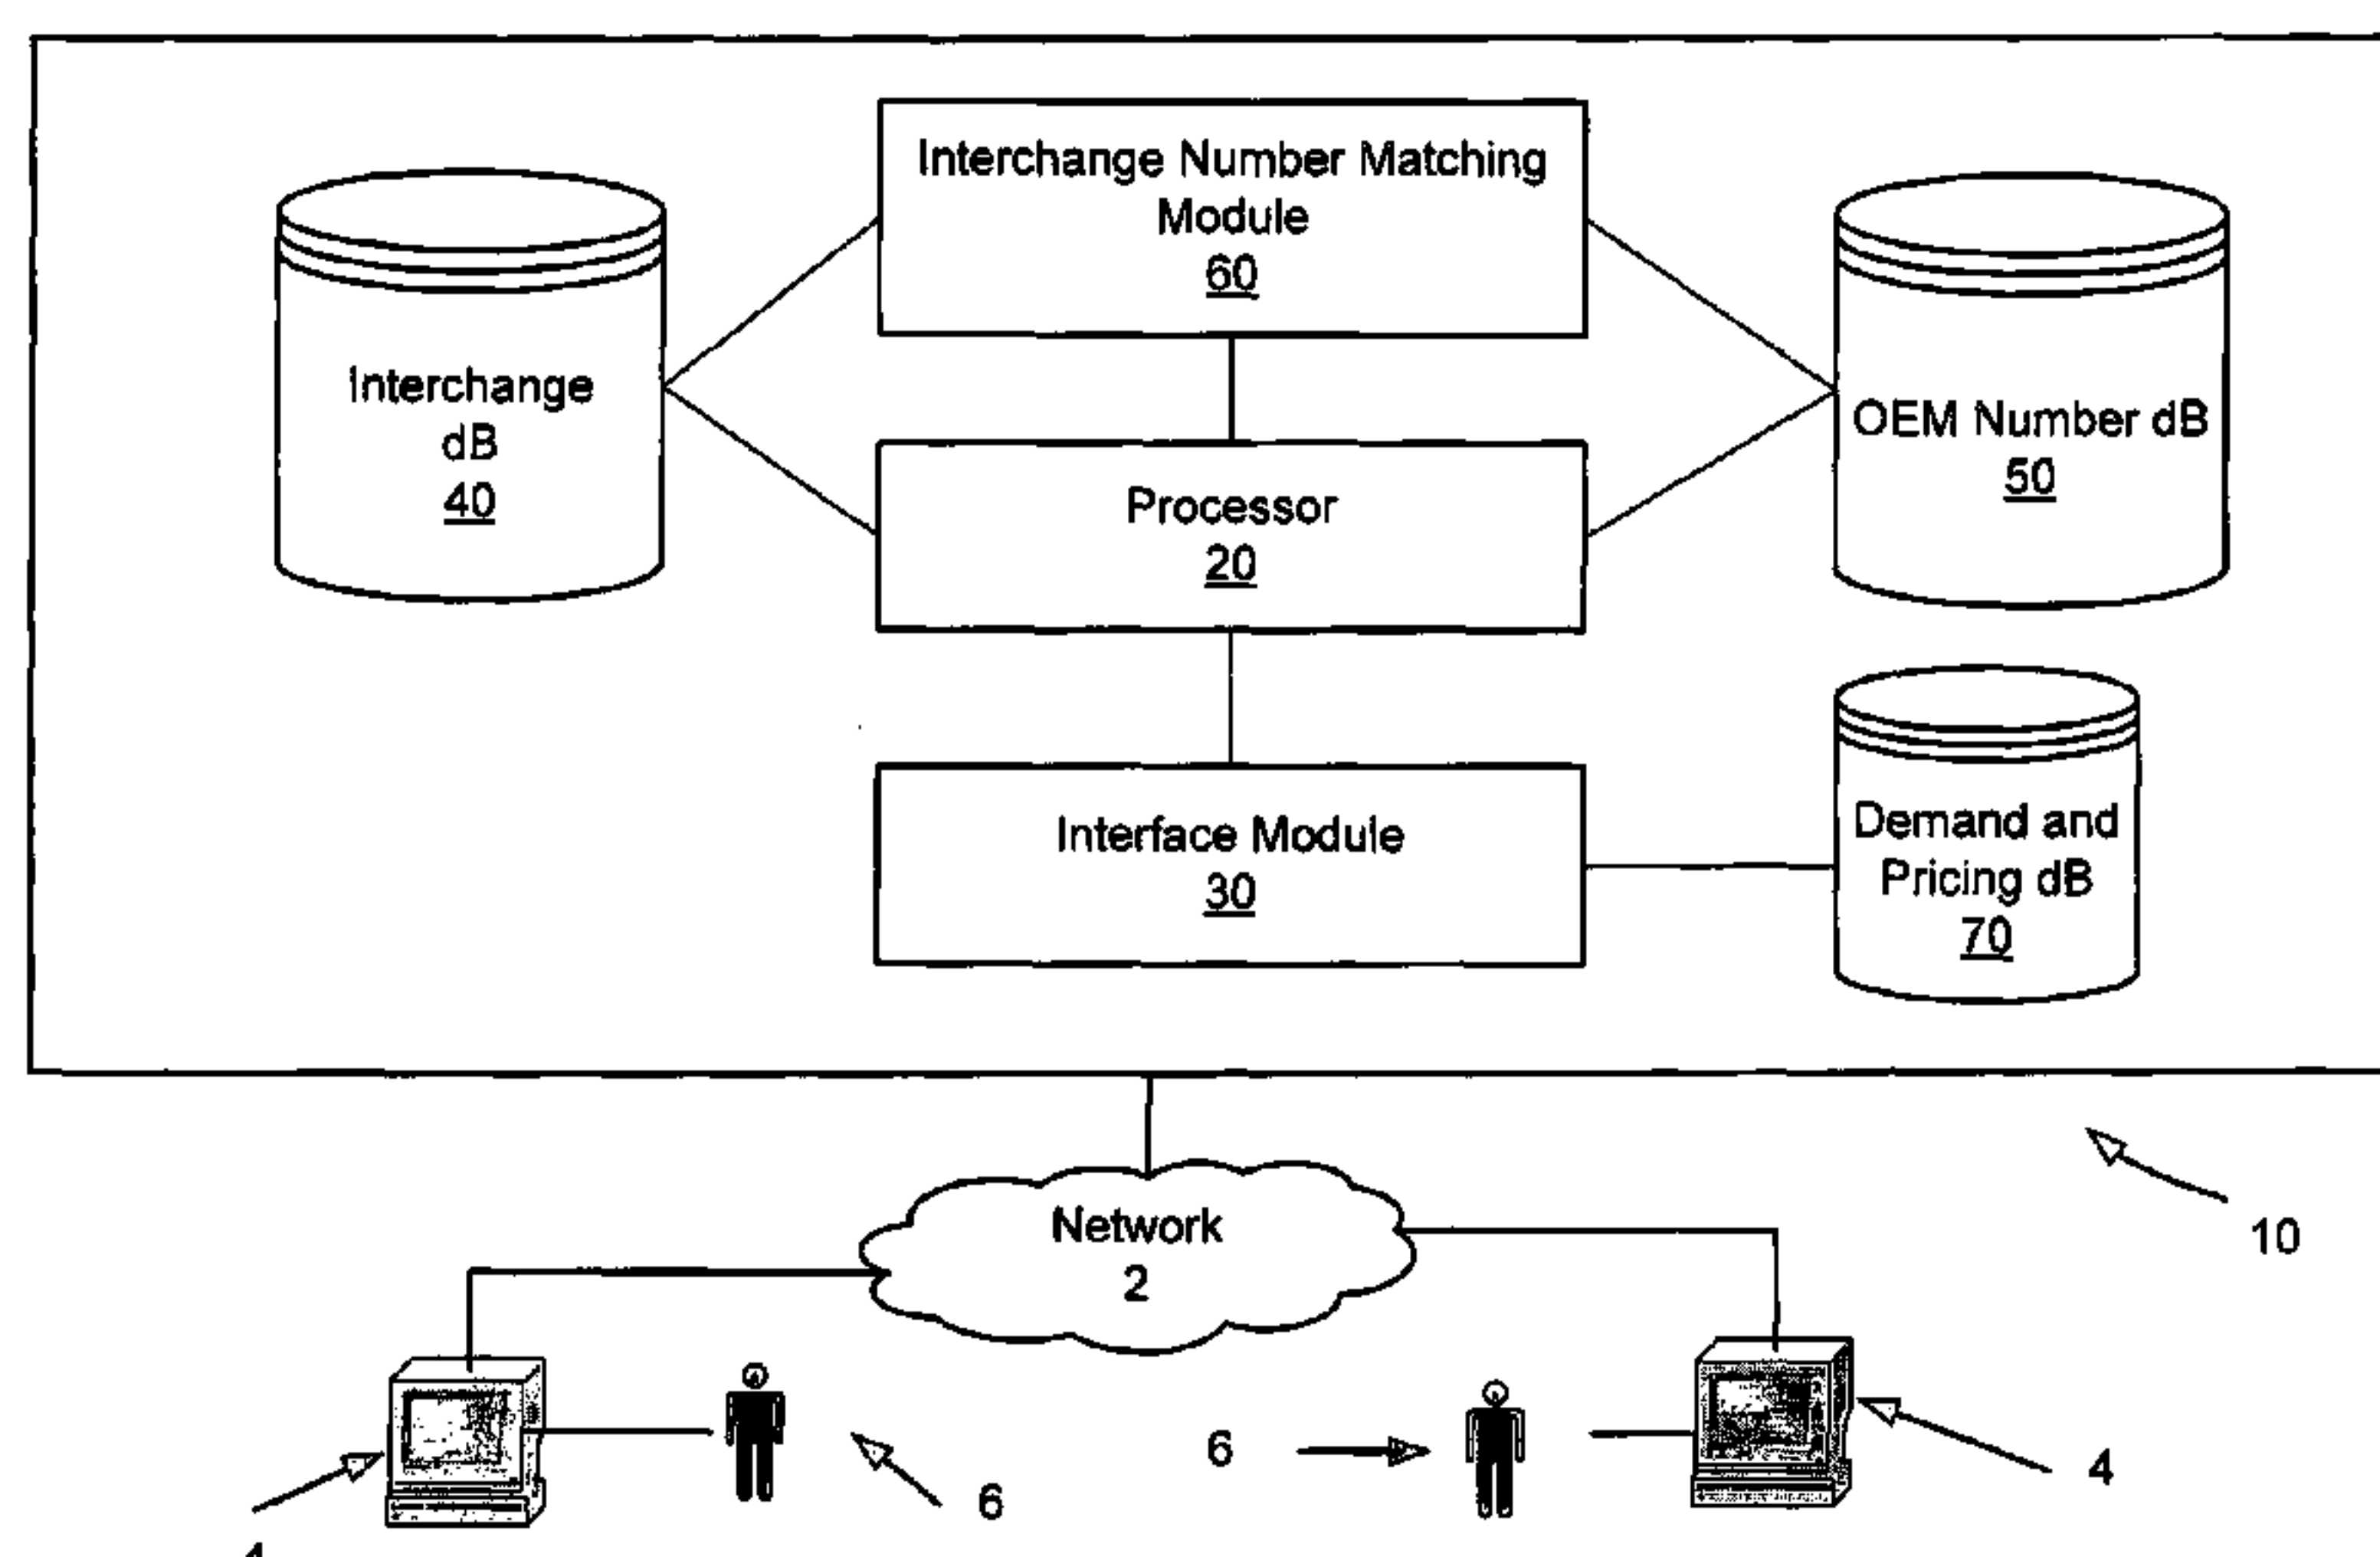 Interchange Number Matching
Module
60
Interchange
dB
40
OEM Number dB
50
Processor
20
Interface Module
30
Demand and
Pricing dB
70
10
Network
2
6
6
4